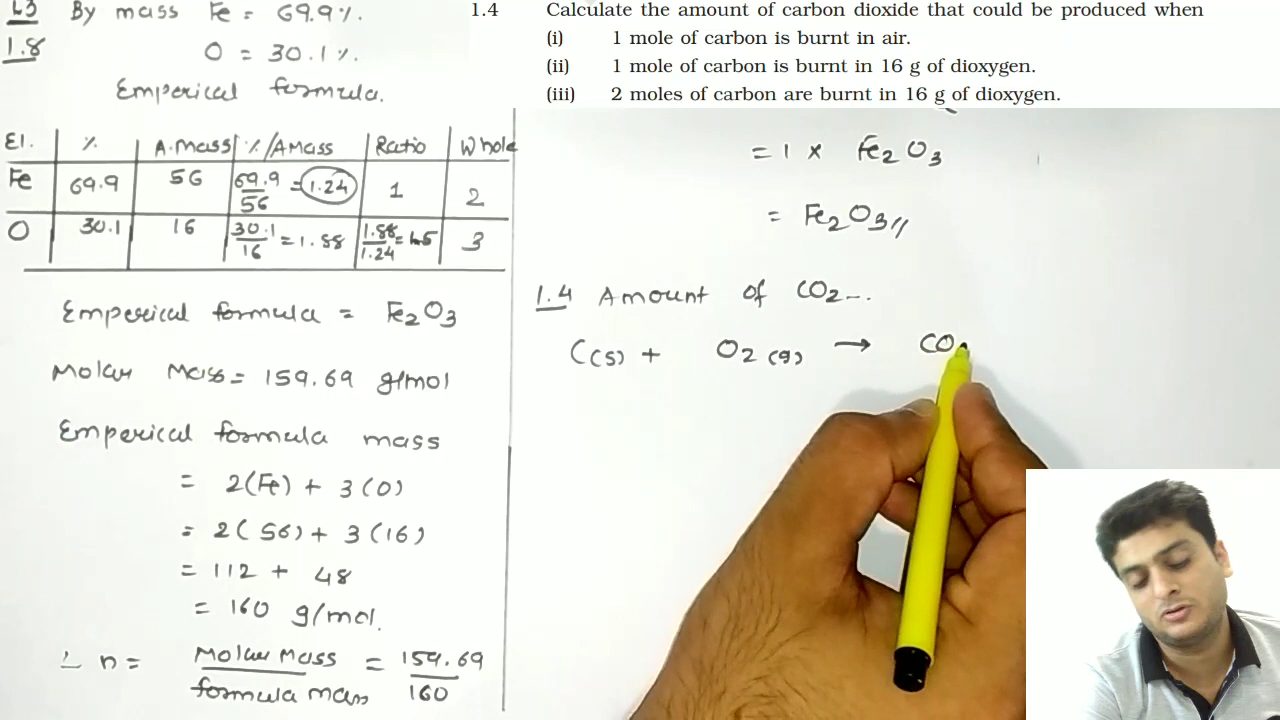 1.3 By mass Fe = 69.9%.
1.8 O = 30.1%.
Emperical formula.
El. | % | A.Mass | %/AMass | Ratio | Whole
Fe | 69.9 | 56 | 69.9/56 = 1.24 | 1 | 2
O | 30.1 | 16 | 30.1/16 = 1.88 | 1.88/1.24 = 1.5 | 3
Emperical formula = Fe2O3
Molar Mass = 159.69 g/mol
Emperical formula mass
= 2(Fe) + 3(O)
= 2(56) + 3(16)
= 112 + 48
= 160 g/mol.
∴ n = Molar Mass/formula mass = 159.69/160
1.4 Calculate the amount of carbon dioxide that could be produced when
(i) 1 mole of carbon is burnt in air.
(ii) 1 mole of carbon is burnt in 16 g of dioxygen.
(iii) 2 moles of carbon are burnt in 16 g of dioxygen.
= 1 × Fe2O3
= Fe2O3//
1.4 Amount of CO2--.
C(s) + O2(g) → CO